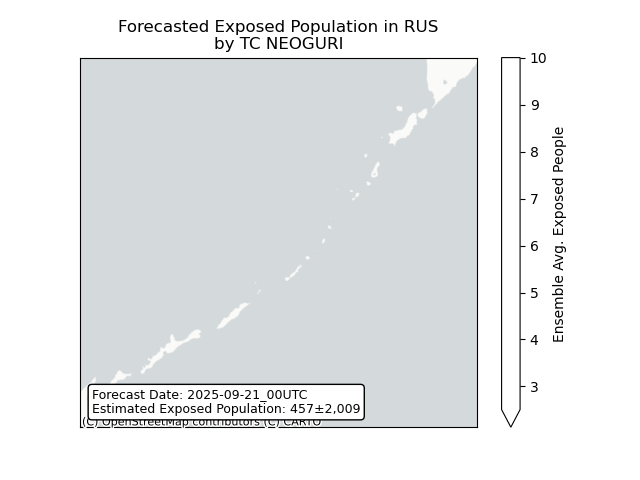 Forecasted Exposed Population in RUS
by TC NEOGURI
10
9
8
7
6
5
4
3
Ensemble Avg. Exposed People
Forecast Date: 2025-09-21_00UTC
Estimated Exposed Population: 457±2,009
(C) OpenStreetMap contributors (C) CARTO